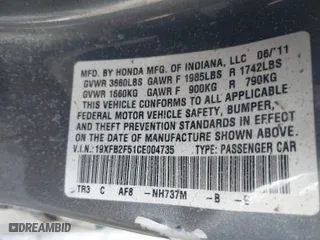 MFD. BY HONDA MFG. OF INDIANA, LLC 06/'11
GVWR 3660LBS GAWR F 1985LBS R 1742LBS
GVWR 1660KG GAWR F 900KG R 790KG
THIS VEHICLE CONFORMS TO ALL APPLICABLE
FEDERAL MOTOR VEHICLE SAFETY, BUMPER,
AND THEFT PREVENTION STANDARDS IN EFFECT
ON THE DATE OF MANUFACTURE SHOWN ABOVE.
V.I.N.: 19XFB2F51CE004735 TYPE: PASSENGER CAR
TR3 C AF8 -NH737M -B -
© DREAMBID